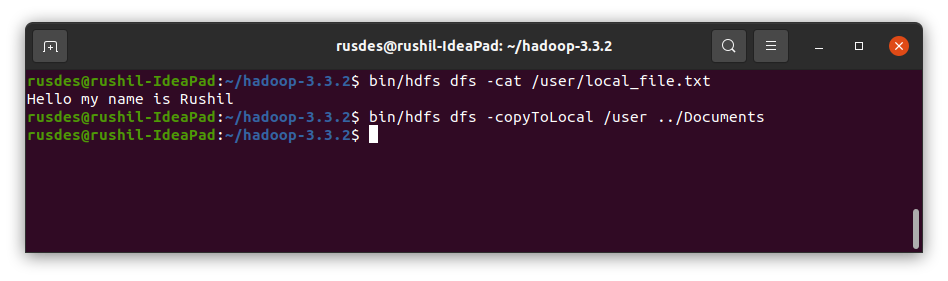 rusdes@rushil-IdeaPad: ~/hadoop-3.3.2
rusdes@rushil-IdeaPad:~/hadoop-3.3.2$ bin/hdfs dfs -cat /user/local_file.txt
Hello my name is Rushil
rusdes@rushil-IdeaPad:~/hadoop-3.3.2$ bin/hdfs dfs -copyToLocal /user ../Documents
rusdes@rushil-IdeaPad:~/hadoop-3.3.2$